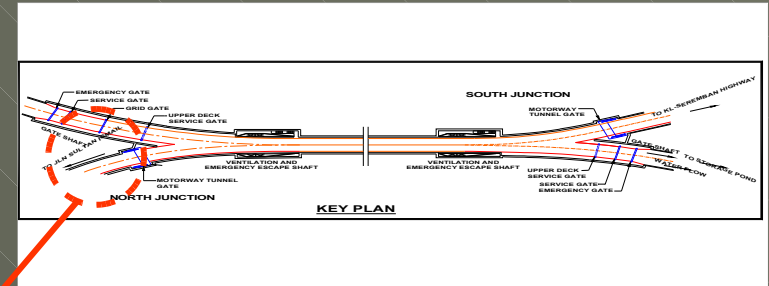 EMERGENCY GATE
SERVICE GATE
GRID GATE
UPPER DECK
SERVICE GATE
GATE SHAFT
TO JLN SULTAN ISMAIL
MOTORWAY TUNNEL
GATE
NORTH JUNCTION
VENTILATION AND
EMERGENCY ESCAPE SHAFT
KEY PLAN
SOUTH JUNCTION
MOTORWAY
TUNNEL GATE
TO KL-SEREMBAN HIGHWAY
VENTILATION AND
EMERGENCY ESCAPE SHAFT
GATE SHAFT
TO STORAGE POND
WATER FLOW
UPPER DECK
SERVICE GATE
SERVICE GATE
EMERGENCY GATE